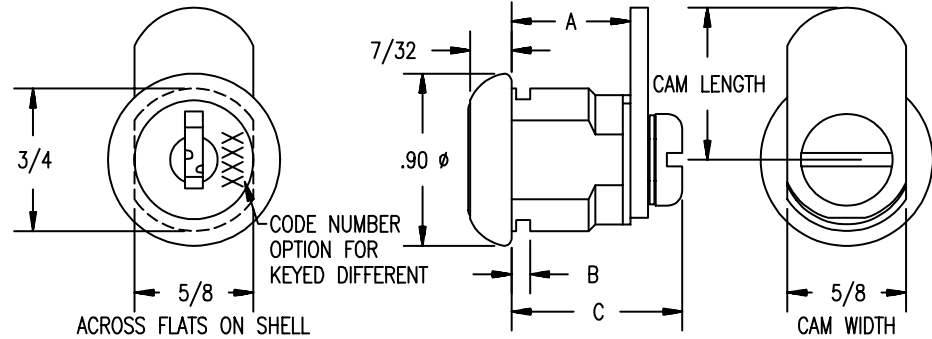 3/4
5/8
ACROSS FLATS ON SHELL
XXXX
CODE NUMBER
OPTION FOR
KEYED DIFFERENT
7/32
.90 ø
A
B
C
CAM LENGTH
5/8
CAM WIDTH